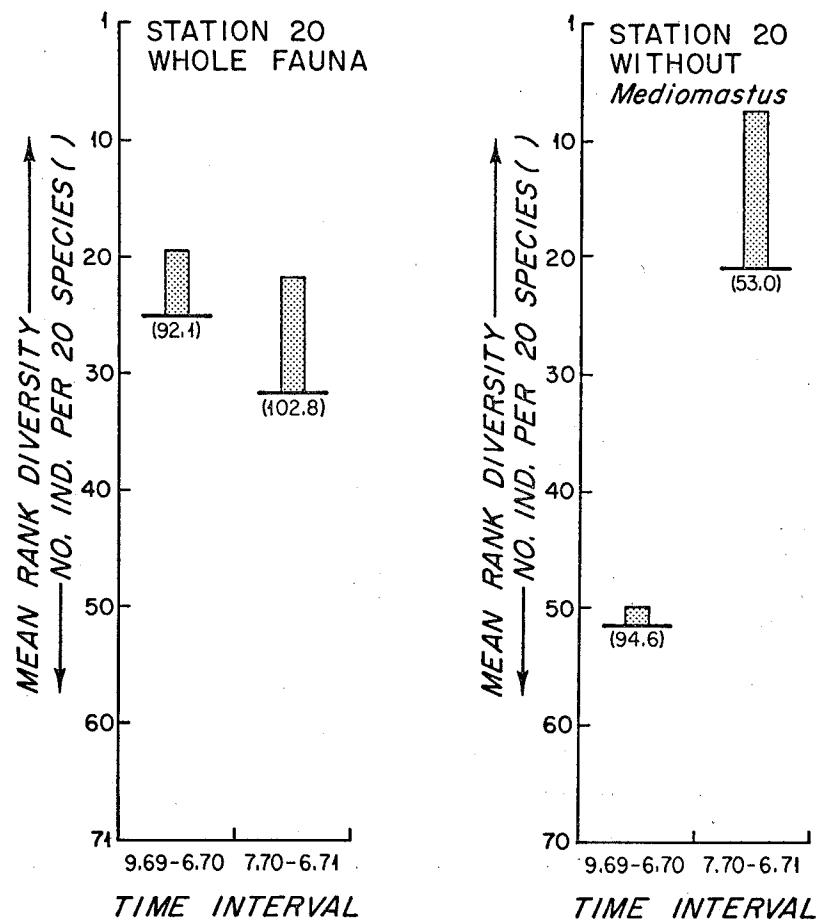 STATION 20
WHOLE FAUNA
1
10
20
30
40
50
60
71
MEAN RANK DIVERSITY
NO. IND. PER 20 SPECIES ( )
(92.1)
(102.8)
9.69-6.70 7.70-6.71
TIME INTERVAL
STATION 20
WITHOUT
Mediomastus
1
10
20
30
40
50
60
70
MEAN RANK DIVERSITY
NO. IND. PER 20 SPECIES ( )
(53.0)
(94.6)
9.69-6.70 7.70-6.71
TIME INTERVAL